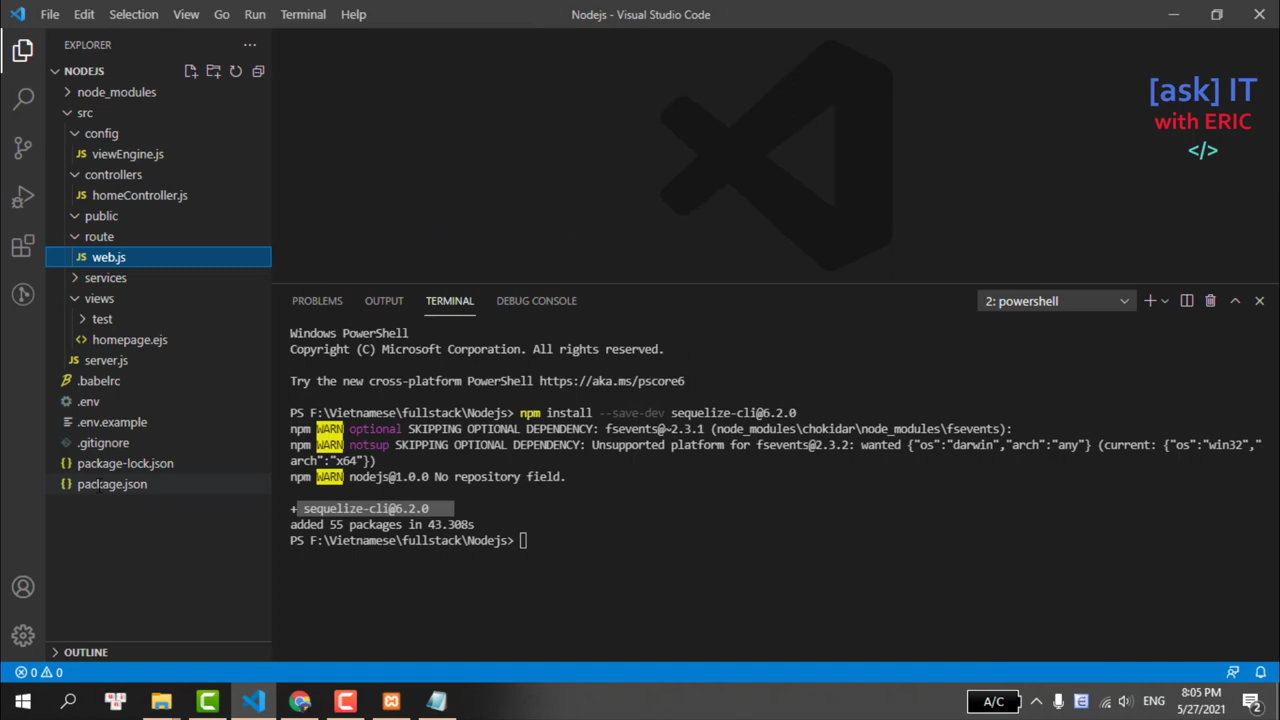 File Edit Selection View Go Run Terminal Help
Nodejs - Visual Studio Code
EXPLORER
NODEJS
node_modules
src
config
JS viewEngine.js
controllers
JS homeController.js
public
route
JS web.js
services
views
test
<> homepage.ejs
JS server.js
.babelrc
.env
.env.example
.gitignore
{} package-lock.json
{} package.json
OUTLINE
[ask] IT
with ERIC
</>
PROBLEMS OUTPUT TERMINAL DEBUG CONSOLE
2: powershell
Windows PowerShell
Copyright (C) Microsoft Corporation. All rights reserved.
Try the new cross-platform PowerShell https://aka.ms/pscore6
PS F:\Vietnamese\fullstack\Nodejs> npm install --save-dev sequelize-cli@6.2.0
npm WARN optional SKIPPING OPTIONAL DEPENDENCY: fsevents@~2.3.1 (node_modules\chokidar\node_modules\fsevents):
npm WARN notsup SKIPPING OPTIONAL DEPENDENCY: Unsupported platform for fsevents@2.3.2: wanted {"os":"darwin","arch":"any"} (current: {"os":"win32","
arch":"x64"})
npm WARN nodejs@1.0.0 No repository field.
+ sequelize-cli@6.2.0
added 55 packages in 43.308s
PS F:\Vietnamese\fullstack\Nodejs>
0 0
A/C
ENG
8:05 PM
5/27/2021
2